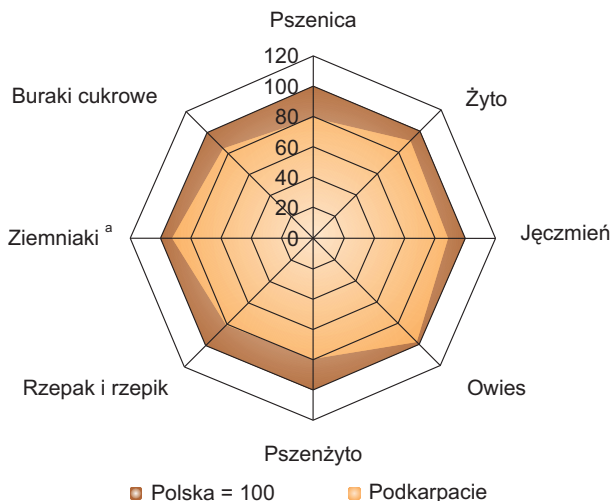 Pszenica
120
100
80
60
40
20
0
Żyto
Jęczmień
Owies
Pszenżyto
Rzepak i rzepik
Ziemniaki a
Buraki cukrowe
Polska = 100
Podkarpacie